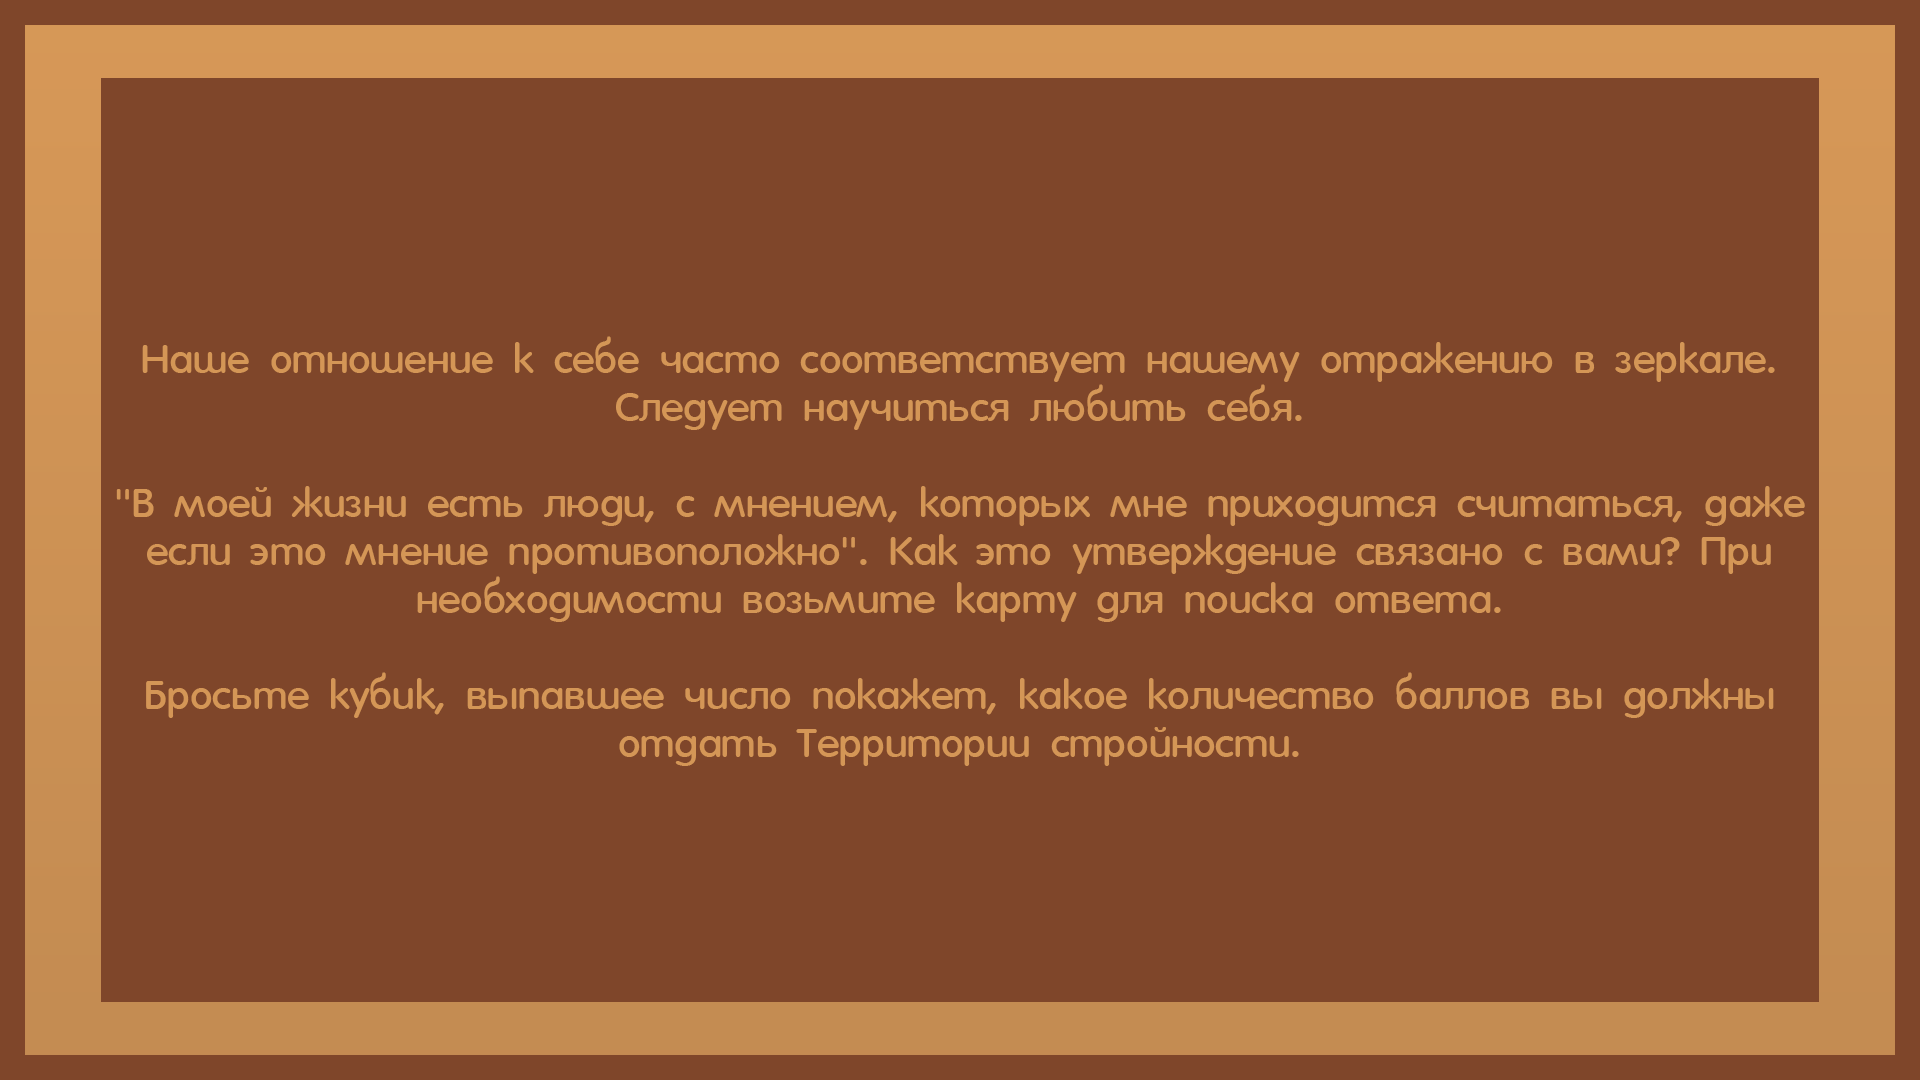 Наше отношение к себе часто соответствует нашему отражению в зеркале.
Следует научиться любить себя.
"В моей жизни есть люди, с мнением, которых мне приходится считаться, даже
если это мнение противоположно". Как это утверждение связано с вами? При
необходимости возьмите карту для поиска ответа.
Бросьте кубик, выпавшее число покажет, какое количество баллов вы должны
отдать Территории стройности.